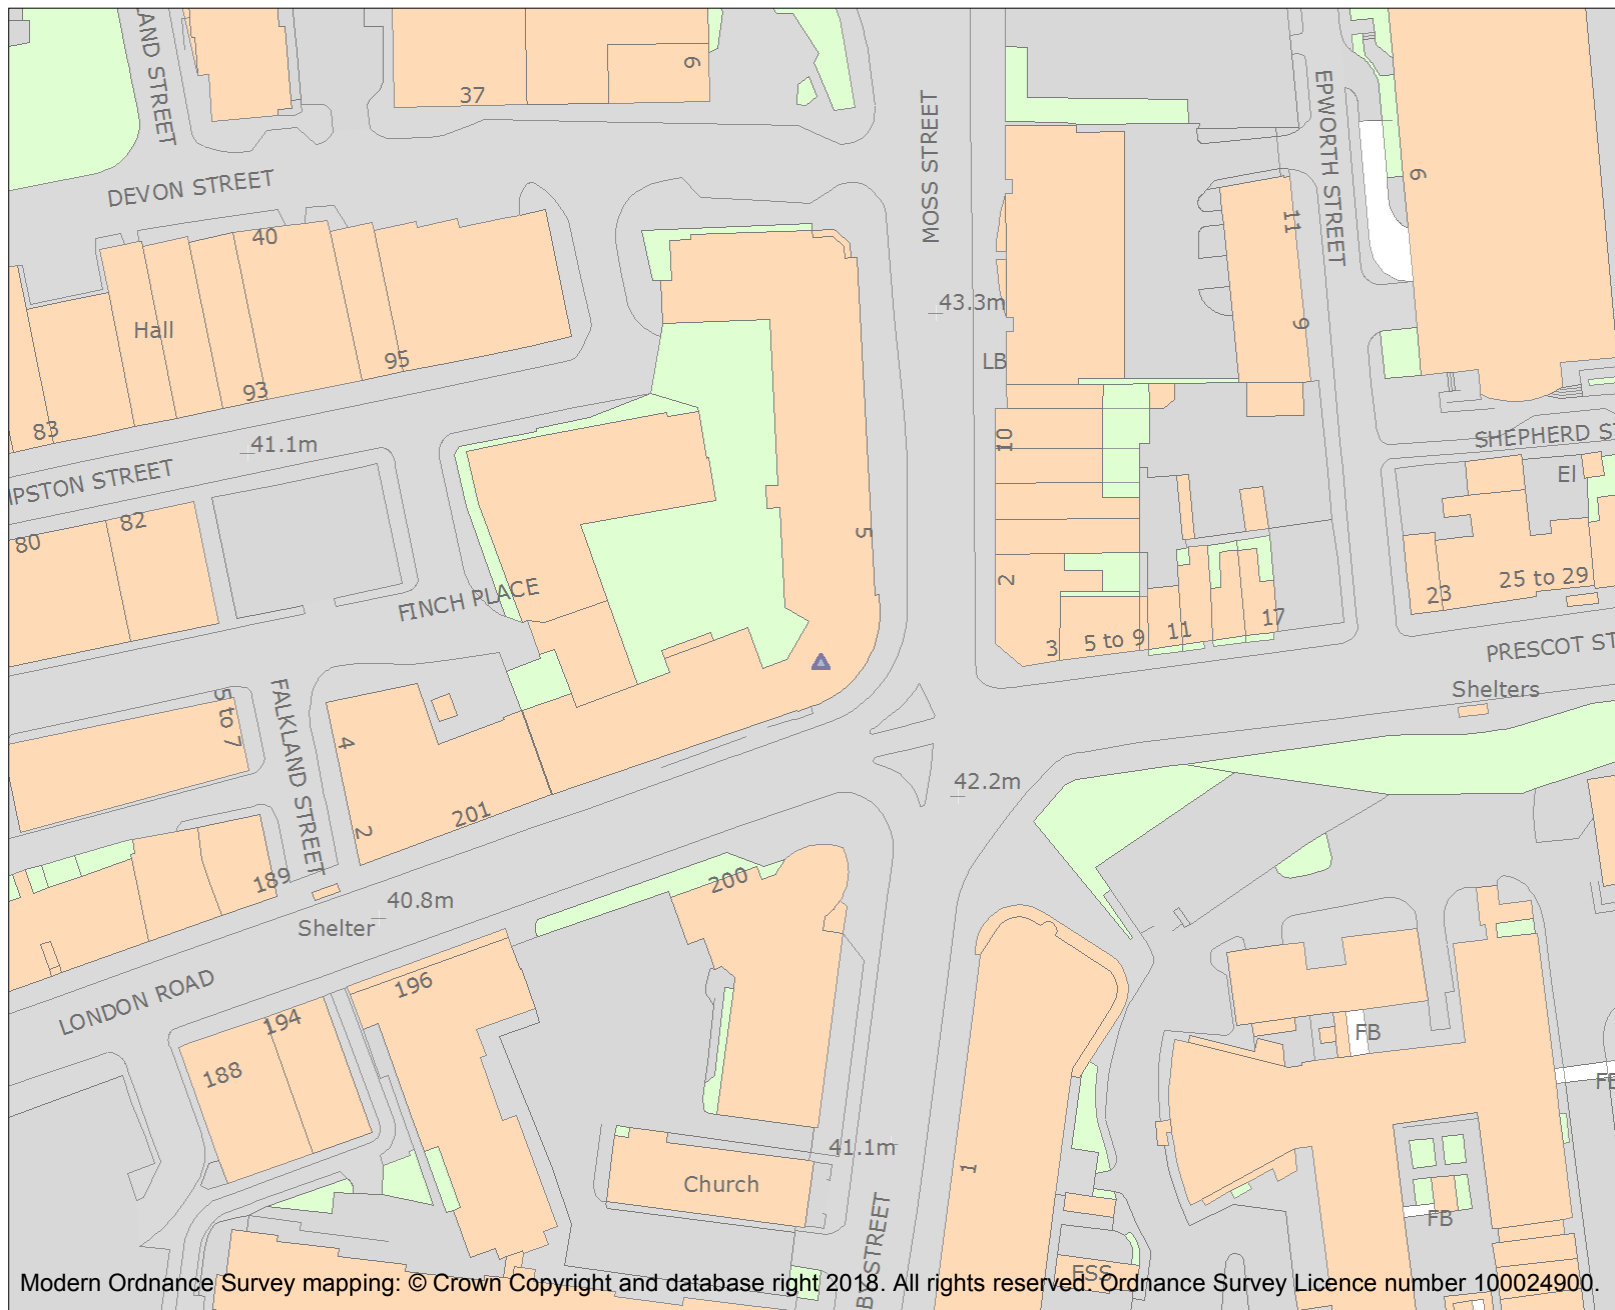 AND STREET
37
6
MOSS STREET
EPWORTH STREET
6
DEVON STREET
40
11
Hall
43.3m
9
95
LB
93
83
41.1m
10
SHEPHERD S
El
IPSTON STREET
82
80
5
2
FINCH PLACE
25 to 29
23
17
11
5 to 9
3
PRESCOT ST
Shelters
5 to 7
FALKLAND STREET
4
42.2m
201
2
189
200
40.8m
Shelter
LONDON ROAD
196
194
188
FB
FB
41.1m
1
Church
FB
BY STREET
ESS
Modern Ordnance Survey mapping: © Crown Copyright and database right 2018. All rights reserved. Ordnance Survey Licence number 100024900.